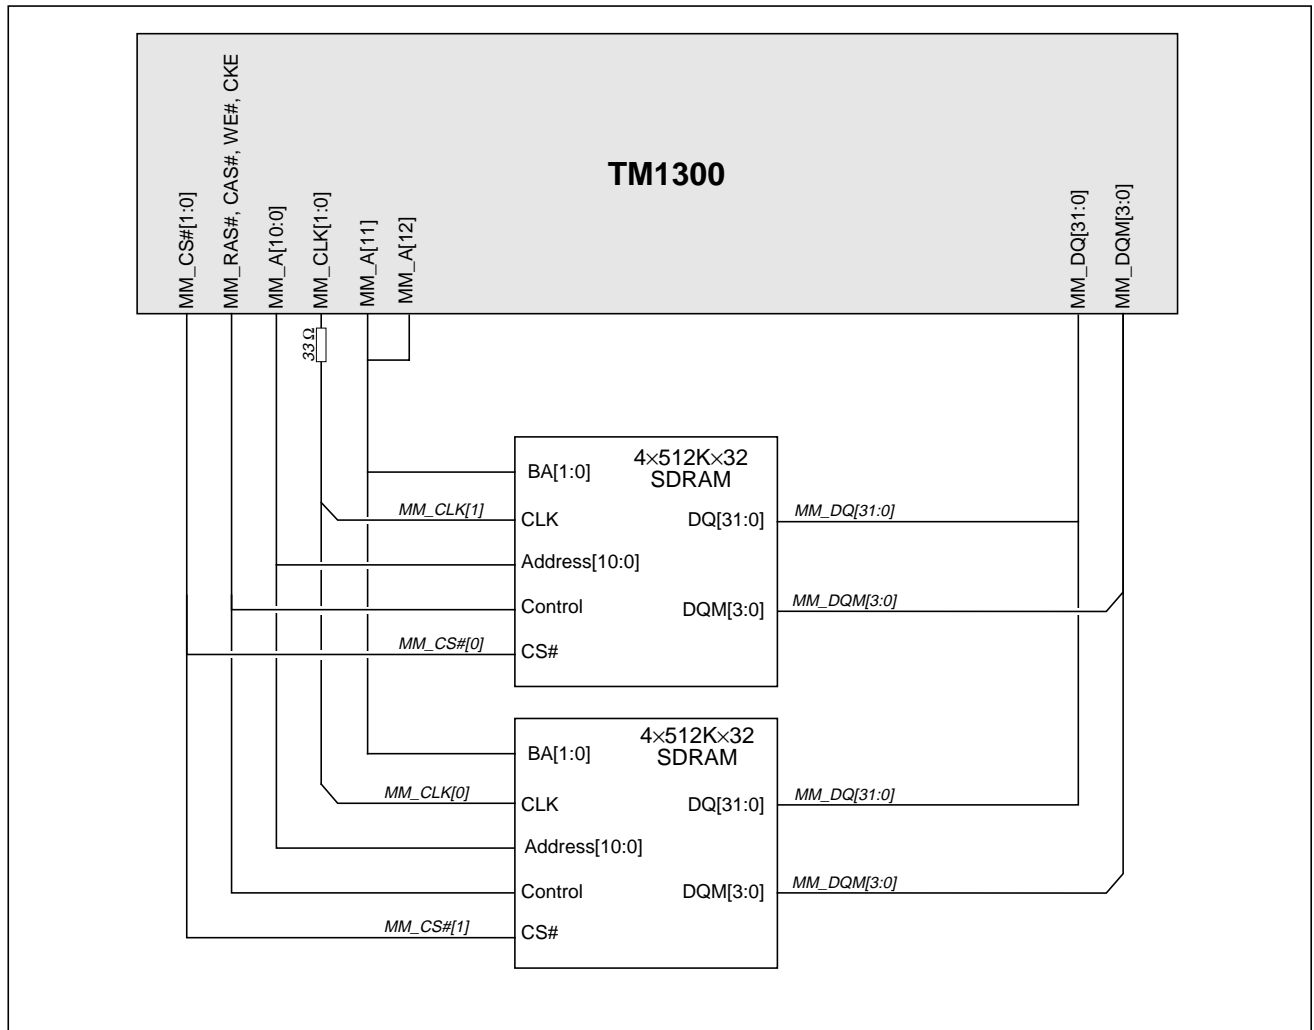 TM1300
MM_CS#[1:0]
MM_RAS#, CAS#, WE#, CKE
MM_A[10:0]
MM_CLK[1:0]
MM_A[11]
MM_A[12]
MM_DQ[31:0]
MM_DQM[3:0]
33 Ω
4×512K×32
SDRAM
BA[1:0]
MM_CLK[1]
CLK
DQ[31:0]
MM_DQ[31:0]
Address[10:0]
Control
DQM[3:0]
MM_DQM[3:0]
MM_CS#[0]
CS#
4×512K×32
SDRAM
BA[1:0]
MM_CLK[0]
CLK
DQ[31:0]
MM_DQ[31:0]
Address[10:0]
Control
DQM[3:0]
MM_DQM[3:0]
MM_CS#[1]
CS#